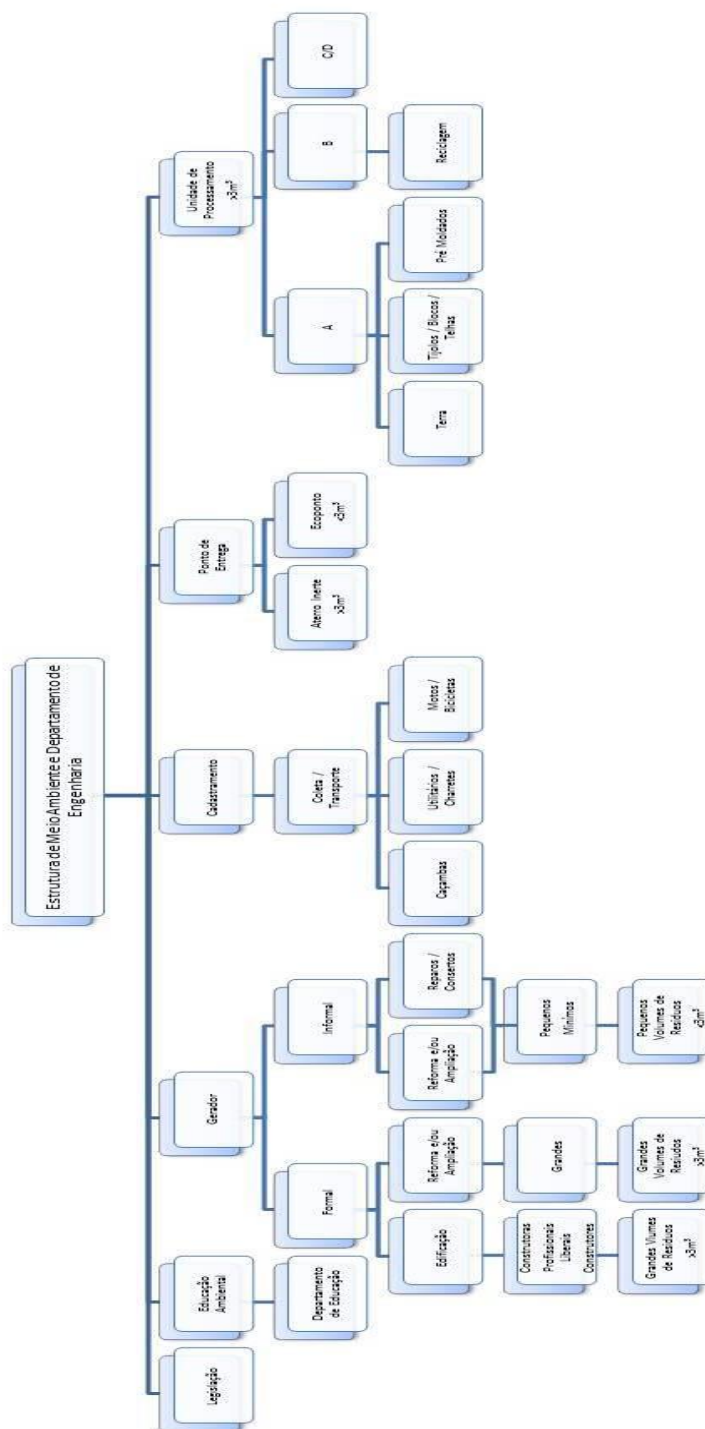 Estrutura de Meio Ambiente e Departamento de
Engenharia
Legislação
Educação
Ambiental
Gerador
Cadastramento
Ponto de
Entrega
Unidade de
Processamento
>3m³
Departamento
de Educação
Formal
Informal
Coleta /
Transporte
Aterro Inerte
>3m³
Ecoponto
<3m³
A
B
C/D
Edificação
Reforma e/ou
Ampliação
Reforma e/ou
Ampliação
Reparos /
Consertos
Caçambas
Utilitários /
Charretes
Motos /
Bicicletas
Terra
Tijolos / Blocos /
Telhas
Pré Moldados
Reciclagem
Construtoras
Profissionais
Liberais
Construtores
Grandes
Pequenos
Mínimos
Grandes Vlumes
de Resíduos
>3m³
Grandes
Volumes de
Resíudos
>3m³
Pequenos
Volumes de
Resíduos
<3m³